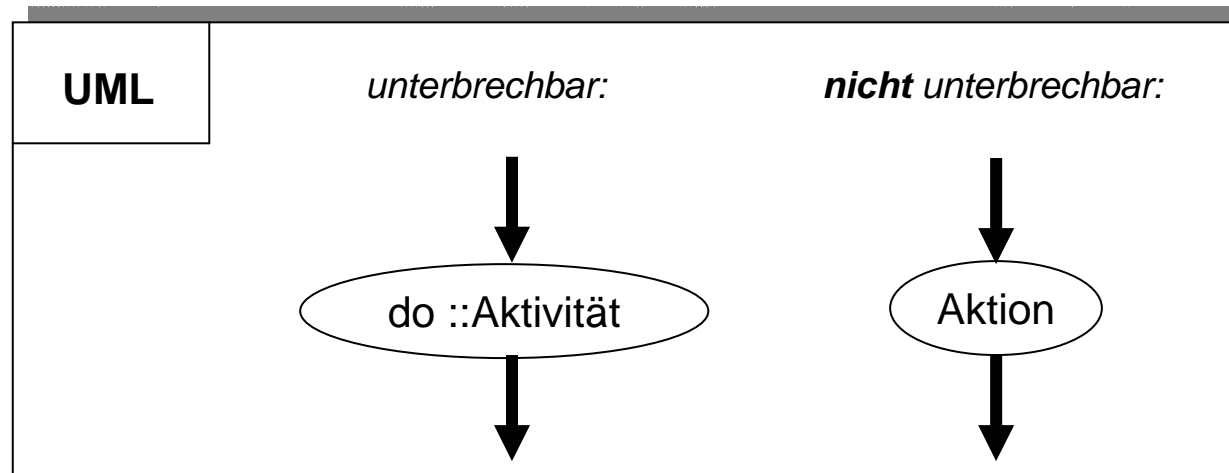 UML
unterbrechbar:
nicht unterbrechbar:
do ::Aktivität
Aktion